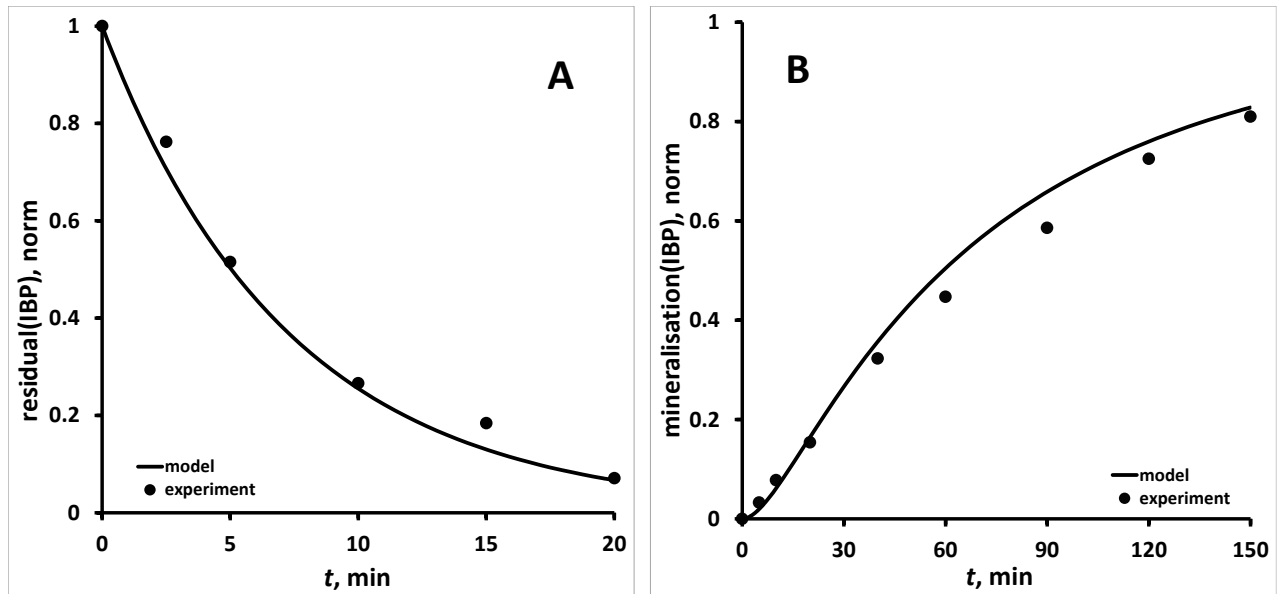 A
residual(IBP), norm
1
0.8
0.6
0.4
0.2
0
0 5 10 15 20
t, min
model
experiment
B
mineralisation(IBP), norm
1
0.8
0.6
0.4
0.2
0
0 30 60 90 120 150
t, min
model
experiment